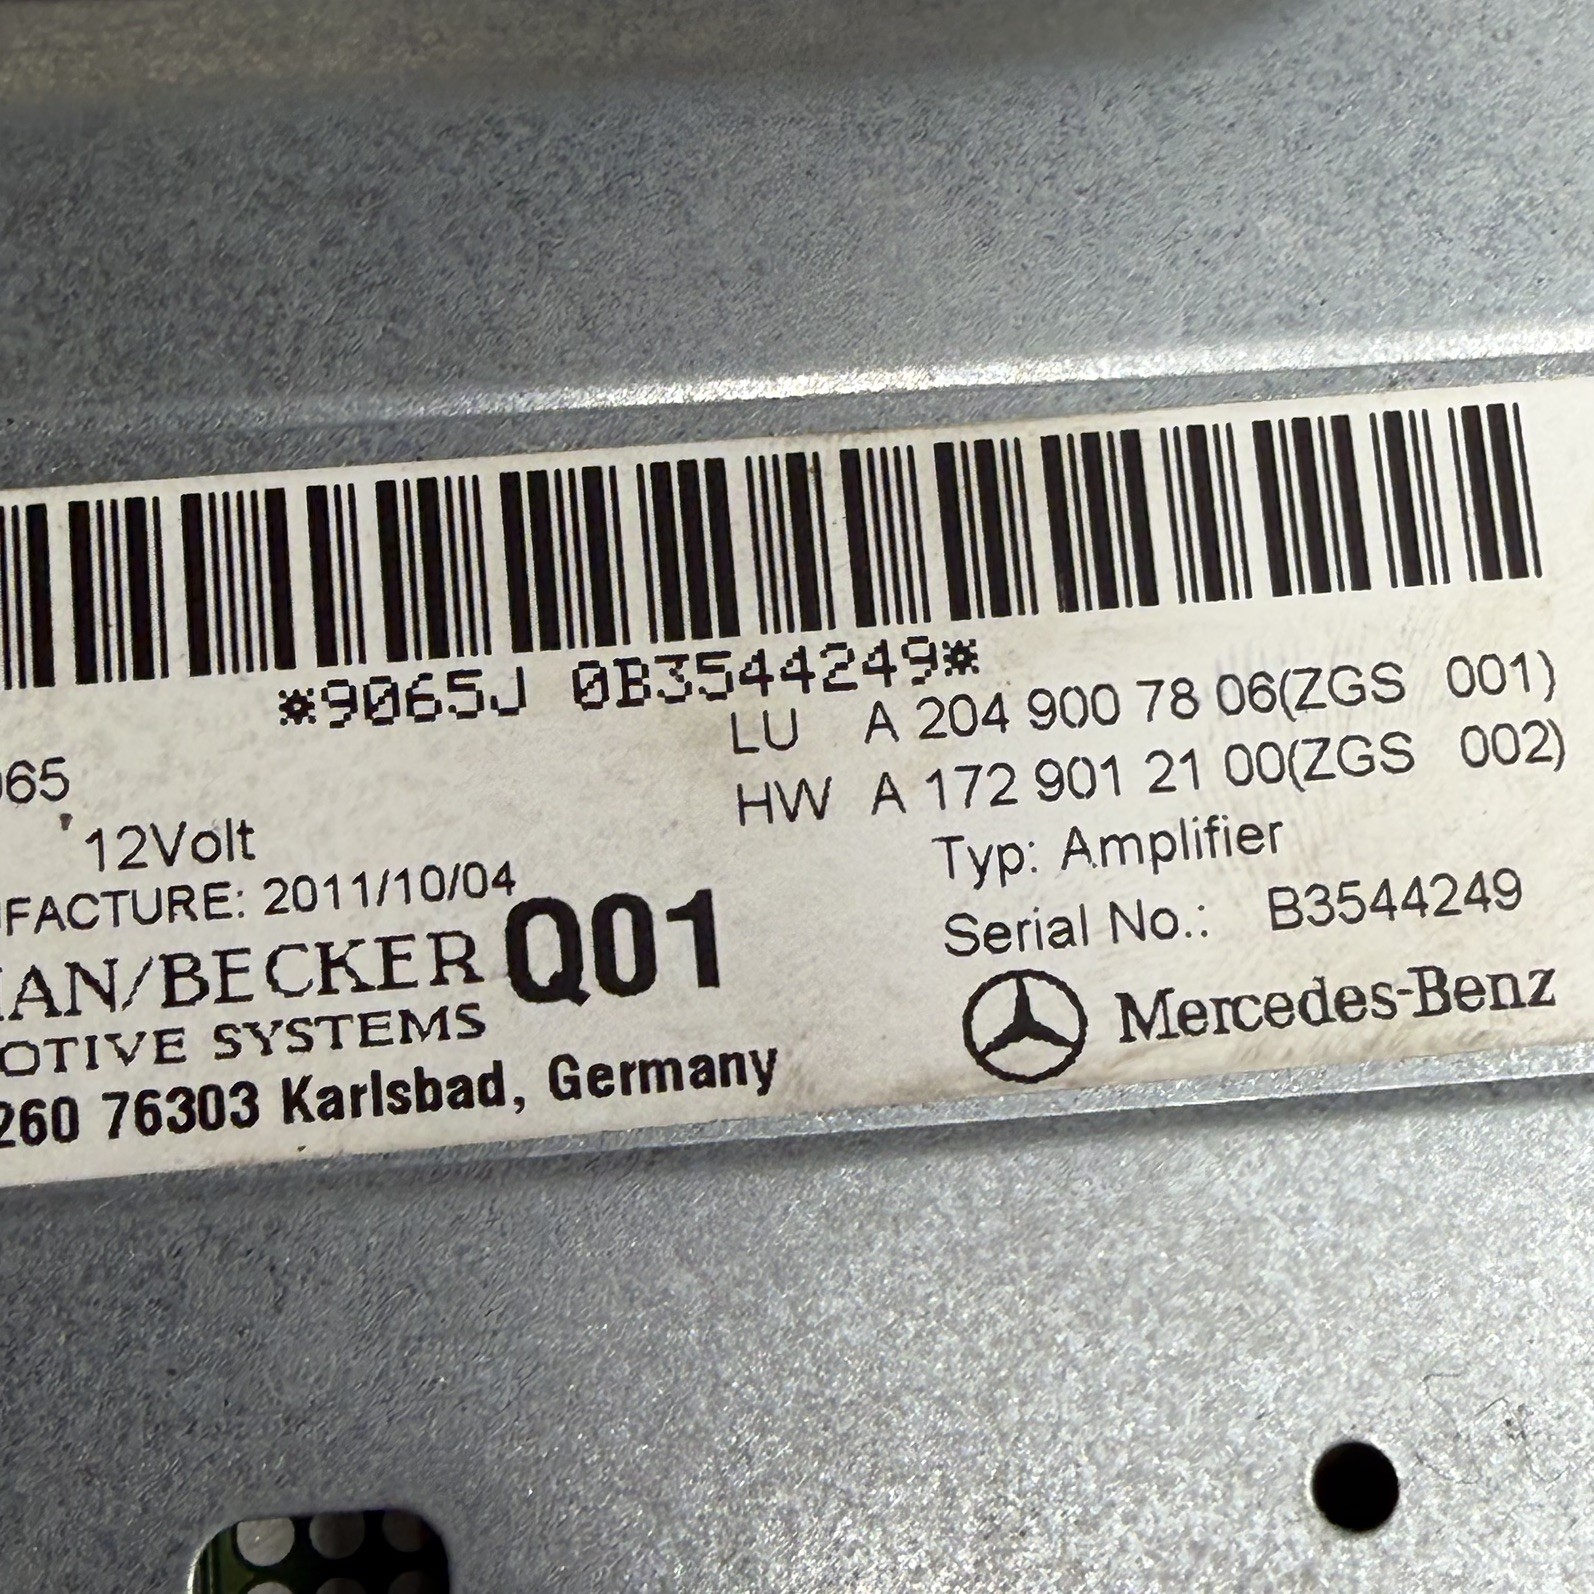 *9065J 0B3544249*
LU A 204 900 78 06(ZGS 001)
HW A 172 901 21 00(ZGS 002)
Typ: Amplifier
Serial No.: B3544249
Mercedes-Benz
065
12Volt
FACTURE: 2011/10/04
AN/BECKER Q01
OTIVE SYSTEMS
260 76303 Karlsbad, Germany